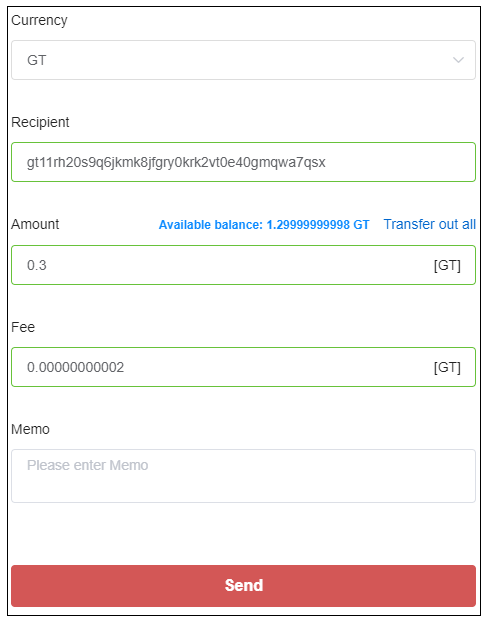 Currency
GT
Recipient
gt11rh20s9q6jkmk8jfgry0krk2vt0e40gmqwa7qsx
Amount Available balance: 1.29999999998 GT Transfer out all
0.3 [GT]
Fee
0.00000000002 [GT]
Memo
Please enter Memo
Send